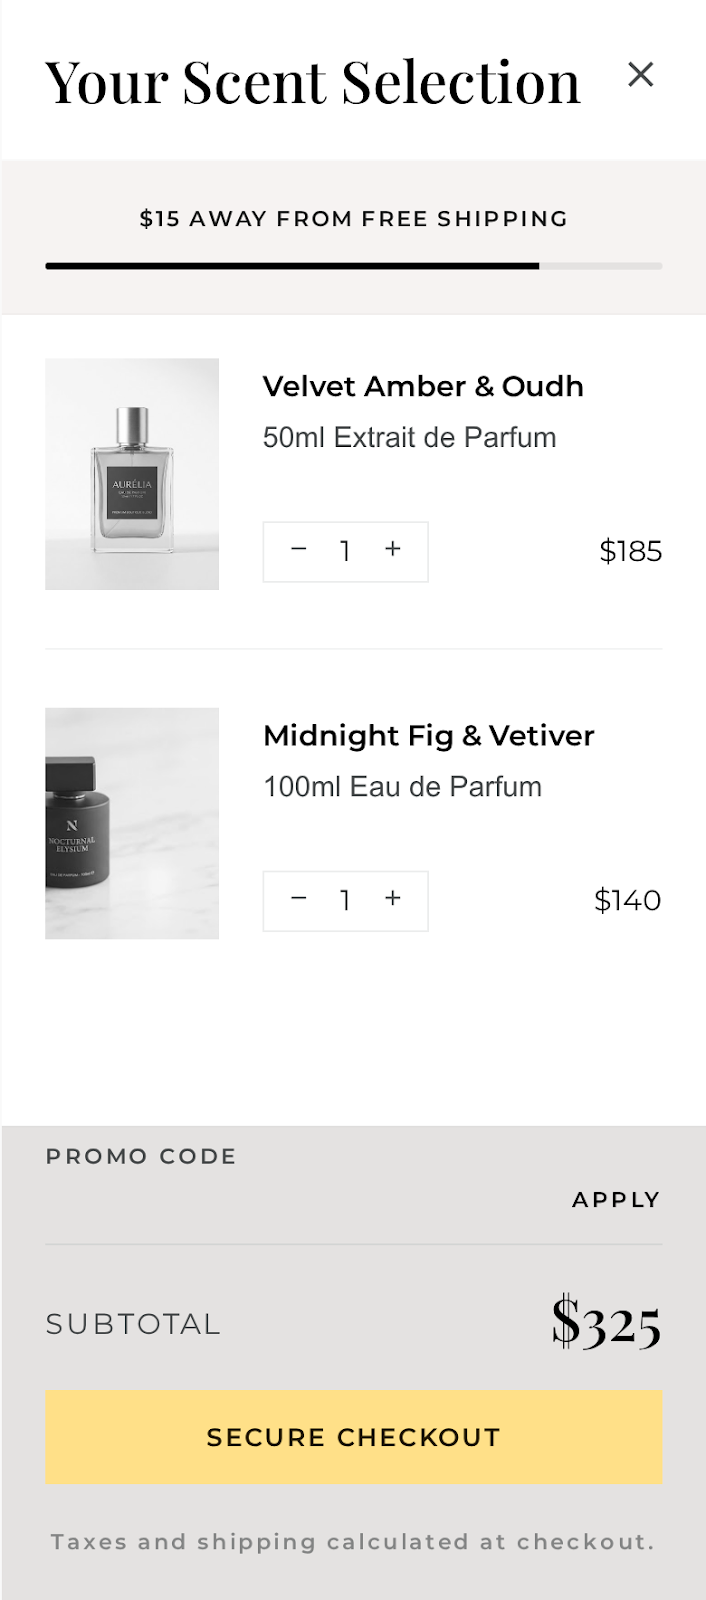 Your Scent Selection
$15 AWAY FROM FREE SHIPPING
AURÉLIA
Velvet Amber & Oudh
50ml Extrait de Parfum
− 1 +
$185
N
NOCTURNAL
ELYSIUM
Midnight Fig & Vetiver
100ml Eau de Parfum
− 1 +
$140
PROMO CODE
APPLY
SUBTOTAL
$325
SECURE CHECKOUT
Taxes and shipping calculated at checkout.